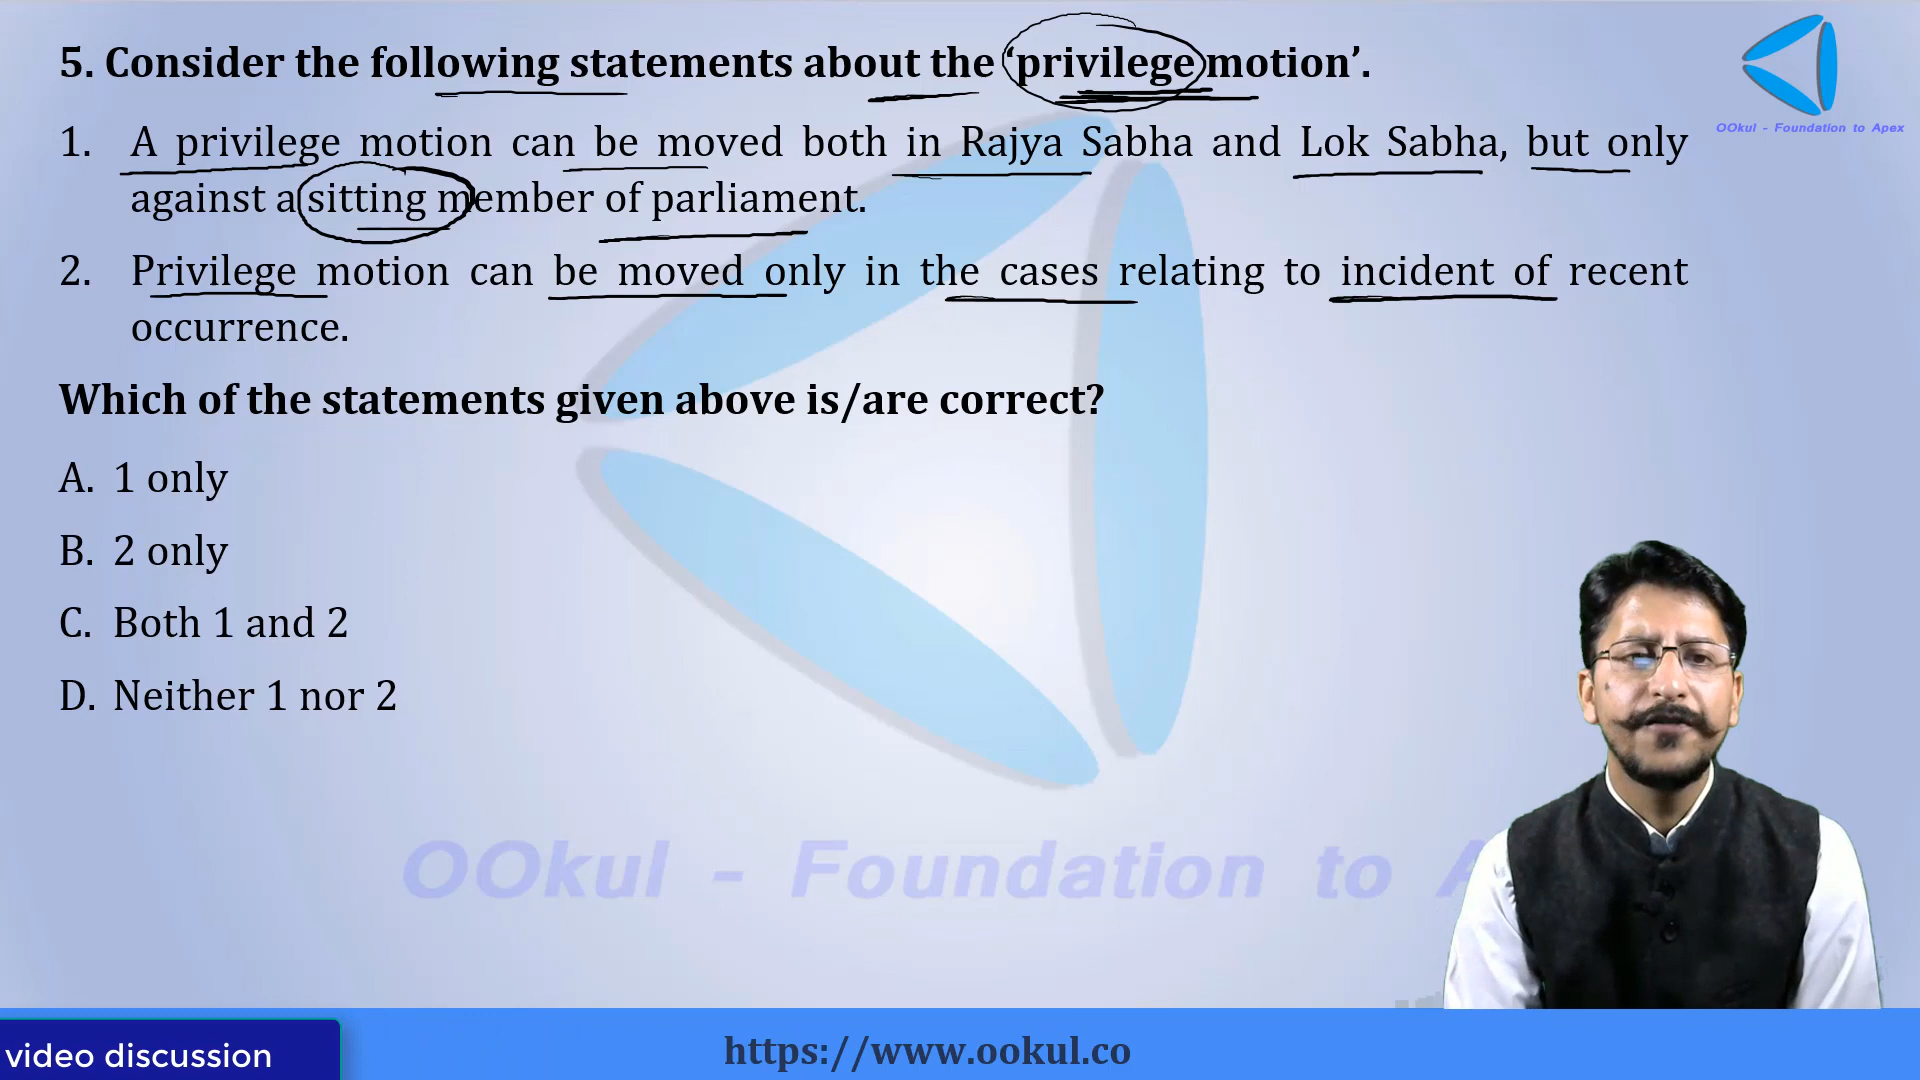 5. Consider the following statements about the ‘privilege motion’.
OOkul - Foundation to Apex
1. A privilege motion can be moved both in Rajya Sabha and Lok Sabha, but only
against a sitting member of parliament.
2. Privilege motion can be moved only in the cases relating to incident of recent
occurrence.
Which of the statements given above is/are correct?
A. 1 only
B. 2 only
C. Both 1 and 2
D. Neither 1 nor 2
OOkul - Foundation to A
video discussion
https://www.ookul.co